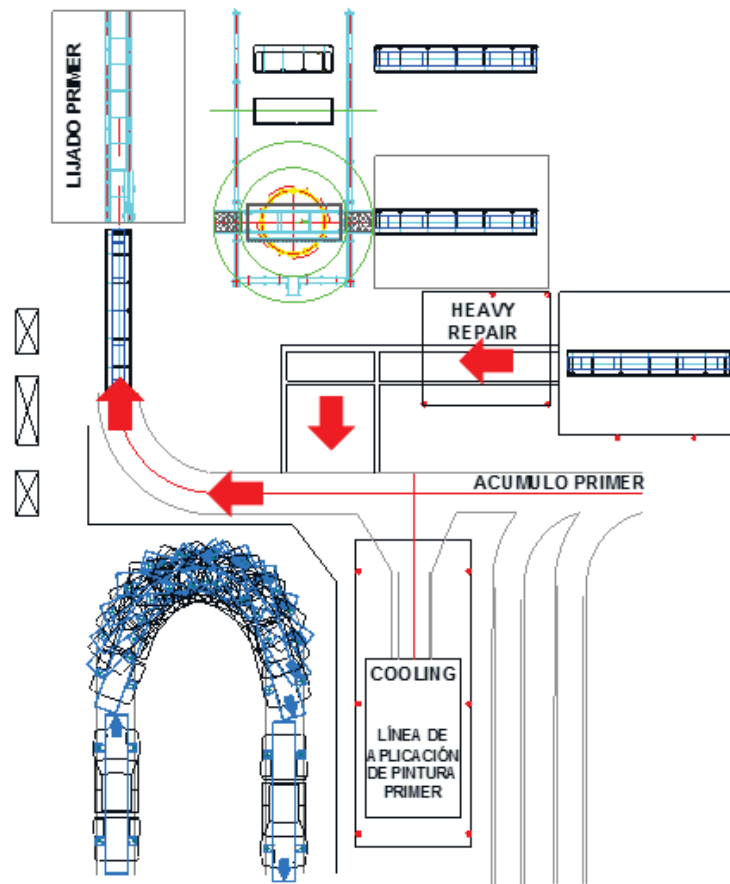 LIJADO PRIMER
HEAVY
REPAIR
ACUMULO PRIMER
COOLING
LÍNEA DE
APLICACIÓN
DE PINTURA
PRIMER